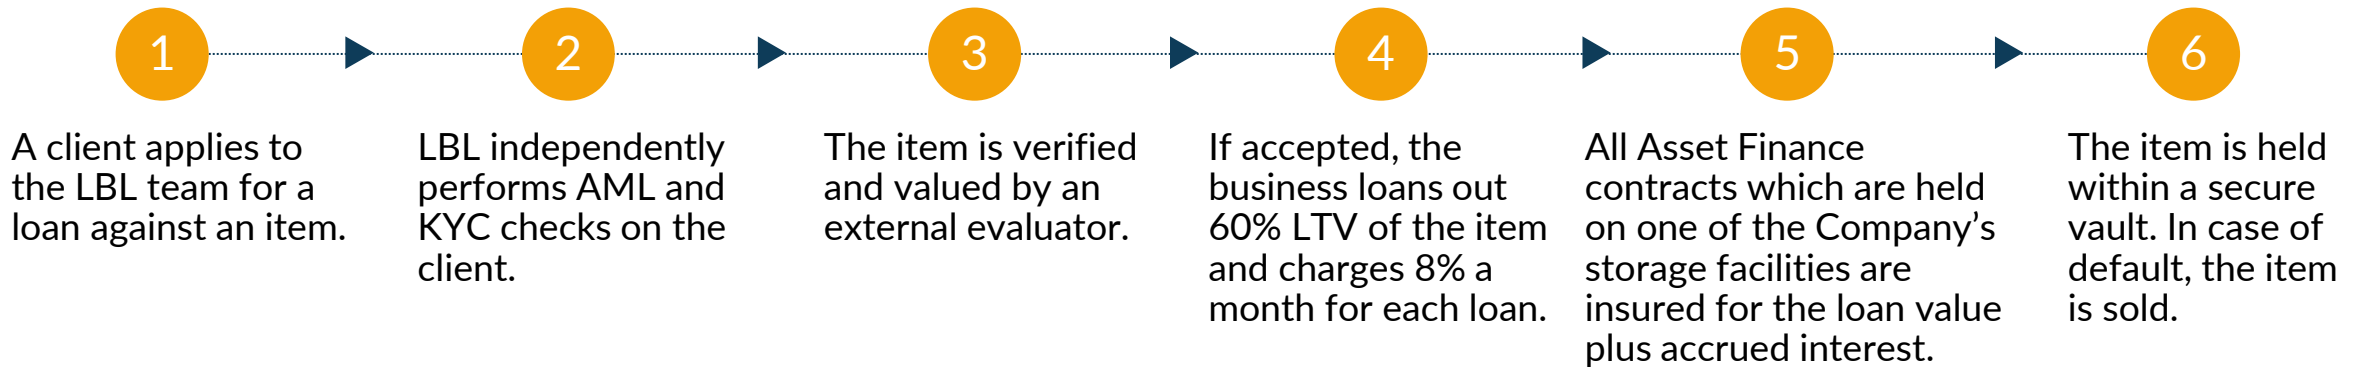 1
2
3
4
5
6
A client applies to
the LBL team for a
loan against an item.
LBL independently
performs AML and
KYC checks on the
client.
The item is verified
and valued by an
external evaluator.
If accepted, the
business loans out
60% LTV of the item
and charges 8% a
month for each loan.
All Asset Finance
contracts which are held
on one of the Company’s
storage facilities are
insured for the loan value
plus accrued interest.
The item is held
within a secure
vault. In case of
default, the item
is sold.